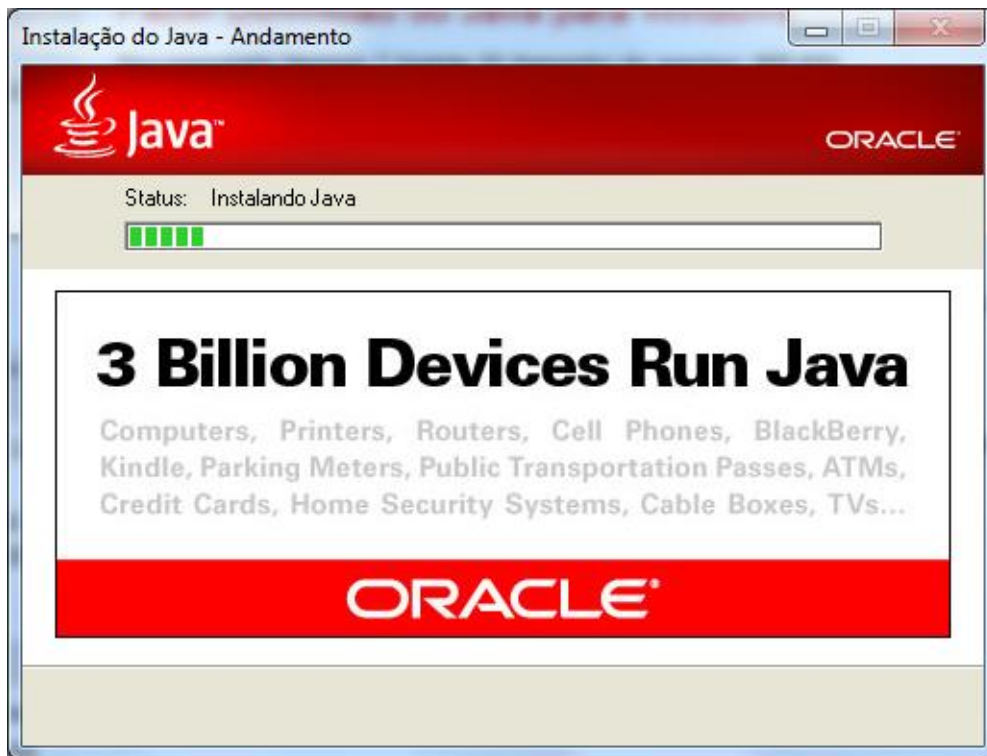 Instalação do Java - Andamento
Java™
ORACLE®
Status: Instalando Java
3 Billion Devices Run Java
Computers, Printers, Routers, Cell Phones, BlackBerry,
Kindle, Parking Meters, Public Transportation Passes, ATMs,
Credit Cards, Home Security Systems, Cable Boxes, TVs...
ORACLE®